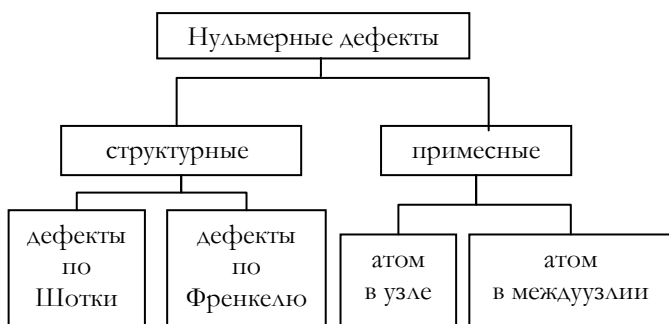 Нульмерные дефекты
структурные
примесные
дефекты
по
Шотки
дефекты
по
Френкелю
атом
в узле
атом
в междуузлии